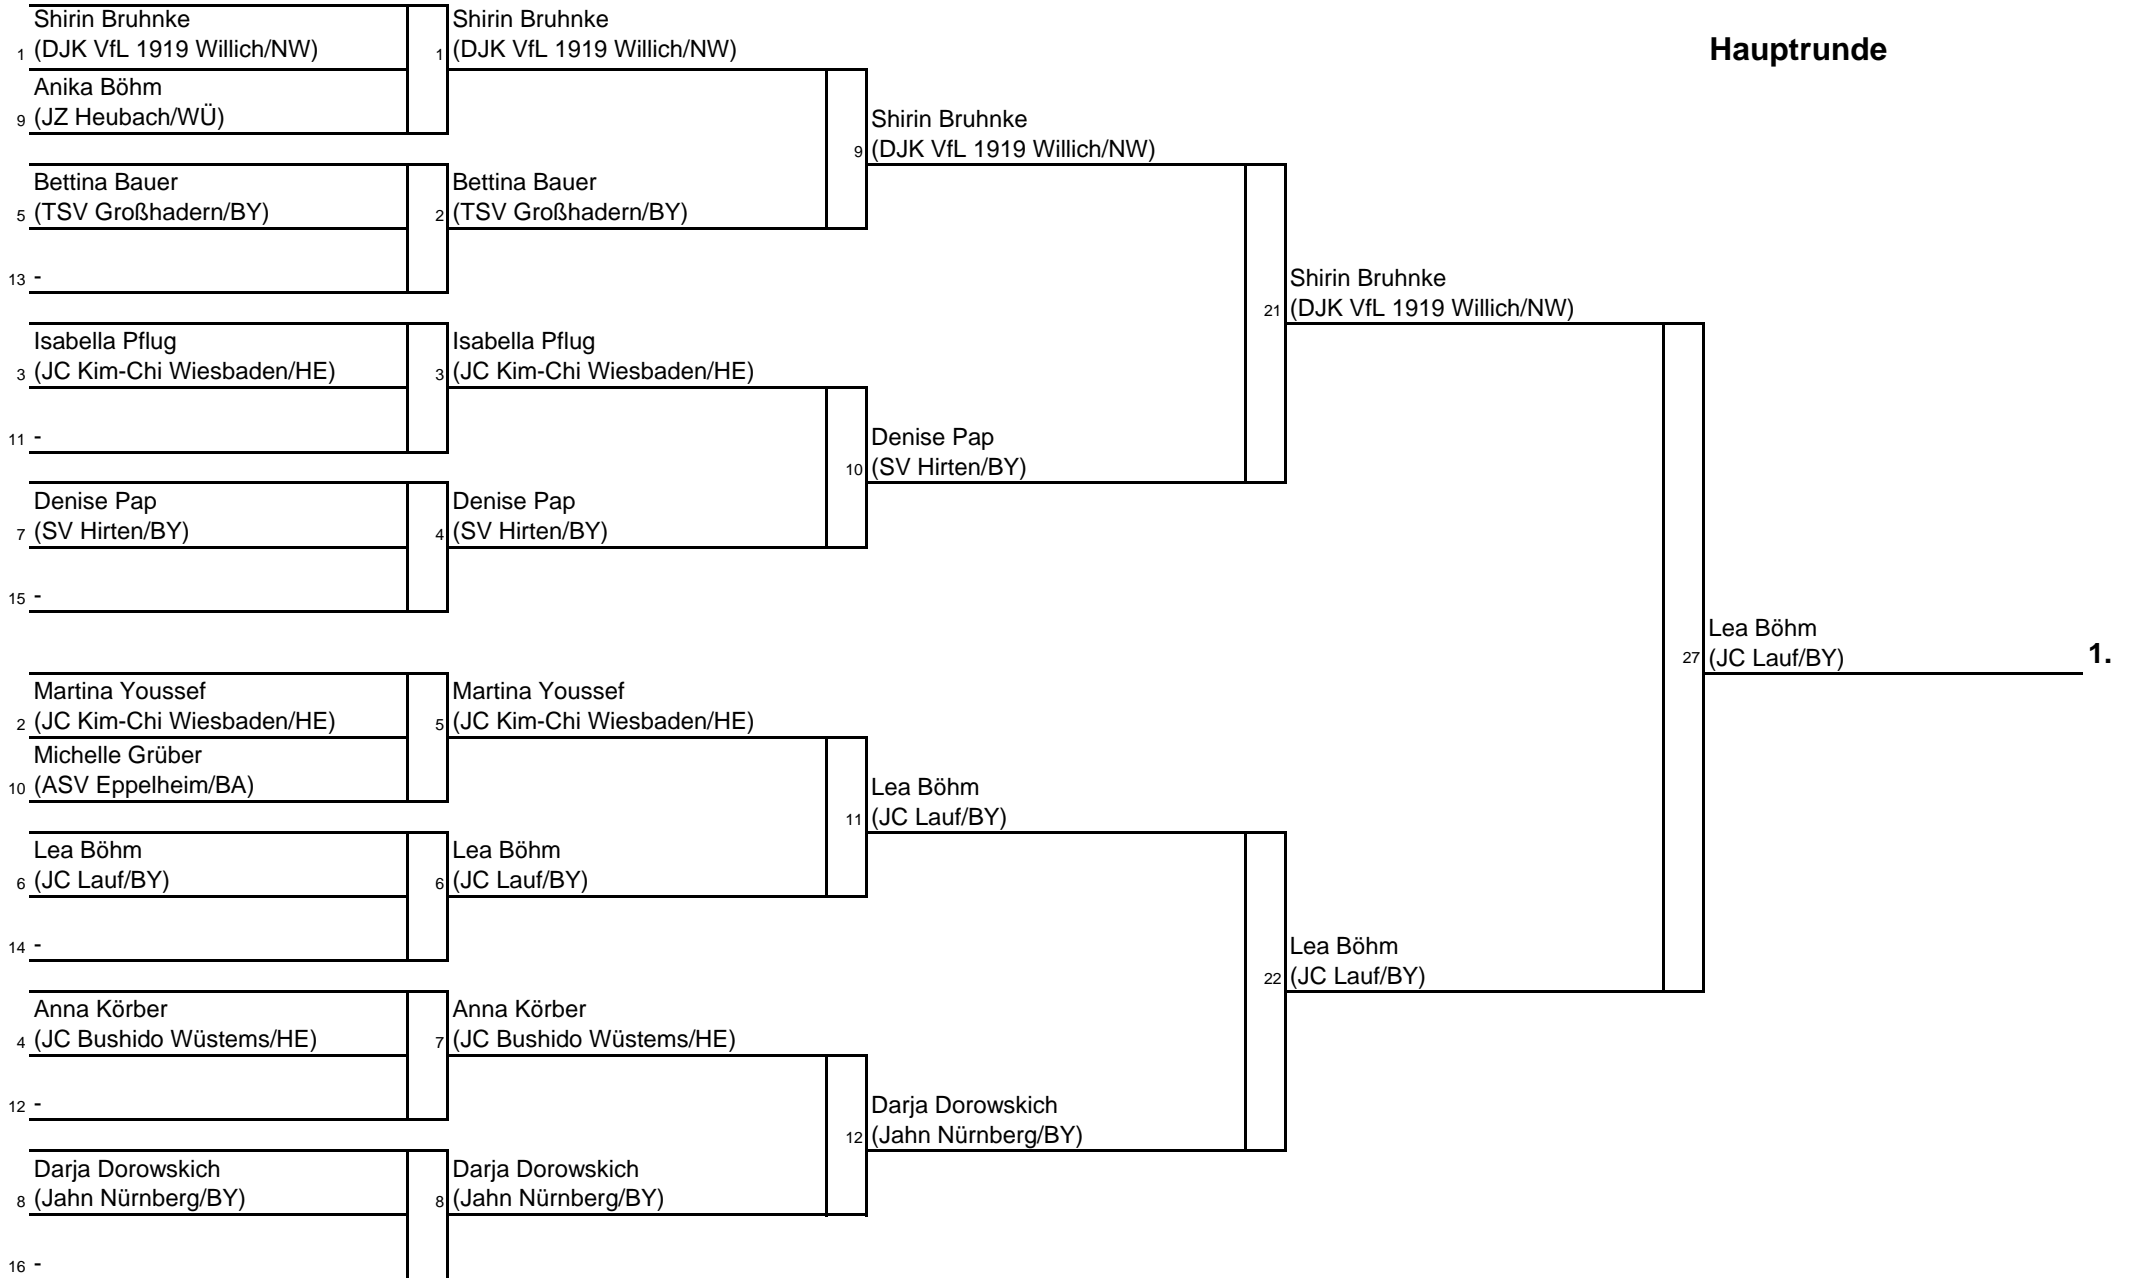 Hauptrunde
Shirin Bruhnke
1 (DJK VfL 1919 Willich/NW)
Anika Böhm
9 (JZ Heubach/WÜ)
Bettina Bauer
5 (TSV Großhadern/BY)
13 -
Isabella Pflug
3 (JC Kim-Chi Wiesbaden/HE)
11 -
Denise Pap
7 (SV Hirten/BY)
15 -
Martina Youssef
2 (JC Kim-Chi Wiesbaden/HE)
Michelle Grüber
10 (ASV Eppelheim/BA)
Lea Böhm
6 (JC Lauf/BY)
14 -
Anna Körber
4 (JC Bushido Wüstems/HE)
12 -
Darja Dorowskich
8 (Jahn Nürnberg/BY)
16 -
Shirin Bruhnke
1 (DJK VfL 1919 Willich/NW)
Bettina Bauer
2 (TSV Großhadern/BY)
Isabella Pflug
3 (JC Kim-Chi Wiesbaden/HE)
Denise Pap
4 (SV Hirten/BY)
Martina Youssef
5 (JC Kim-Chi Wiesbaden/HE)
Lea Böhm
6 (JC Lauf/BY)
Anna Körber
7 (JC Bushido Wüstems/HE)
Darja Dorowskich
8 (Jahn Nürnberg/BY)
Shirin Bruhnke
9 (DJK VfL 1919 Willich/NW)
Denise Pap
10 (SV Hirten/BY)
Lea Böhm
11 (JC Lauf/BY)
Darja Dorowskich
12 (Jahn Nürnberg/BY)
Shirin Bruhnke
21 (DJK VfL 1919 Willich/NW)
Lea Böhm
22 (JC Lauf/BY)
Lea Böhm
27 (JC Lauf/BY) 1.